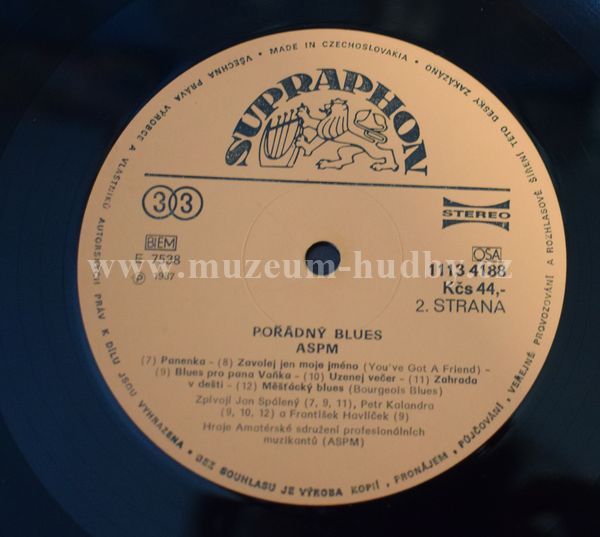 MADE IN CZECHOSLOVAKIA • VŠECHNA PRÁVA VÝROBCE A VLASTNÍKŮ AUTORSKÝCH PRÁV K DÍLU JSOU VYHRAZENA • BEZ SOUHLASU JE VÝROBA KOPIÍ, PRONÁJEM, PŮJČOVÁNÍ, VEŘEJNÉ PROVOZOVÁNÍ A ROZHLASOVÉ ŠÍŘENÍ TÉTO DESKY ZAKÁZÁNO
SUPRAPHON
33
STEREO
BIEM
OSA
E 7538
1113 4188
www.muzeum-hudby.cz
℗ 1987
Kčs 44,-
2. STRANA
POŘÁDNÝ BLUES
ASPM
(7) Panenka - (8) Zavolej jen moje jméno (You've Got A Friend) -
(9) Blues pro pana Vaňka - (10) Uzenej večer - (11) Zahrada
v dešti - (12) Měšťácký blues (Bourgeois Blues)
Zpívají Jan Spálený (7, 9, 11), Petr Kalandra
(9, 10, 12) a František Havlíček (9)
Hraje Amatérské sdružení profesionálních
muzikantů (ASPM)